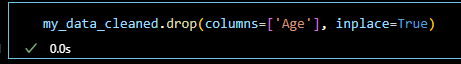 my_data_cleaned.drop(columns=['Age'], inplace=True)
0.0s